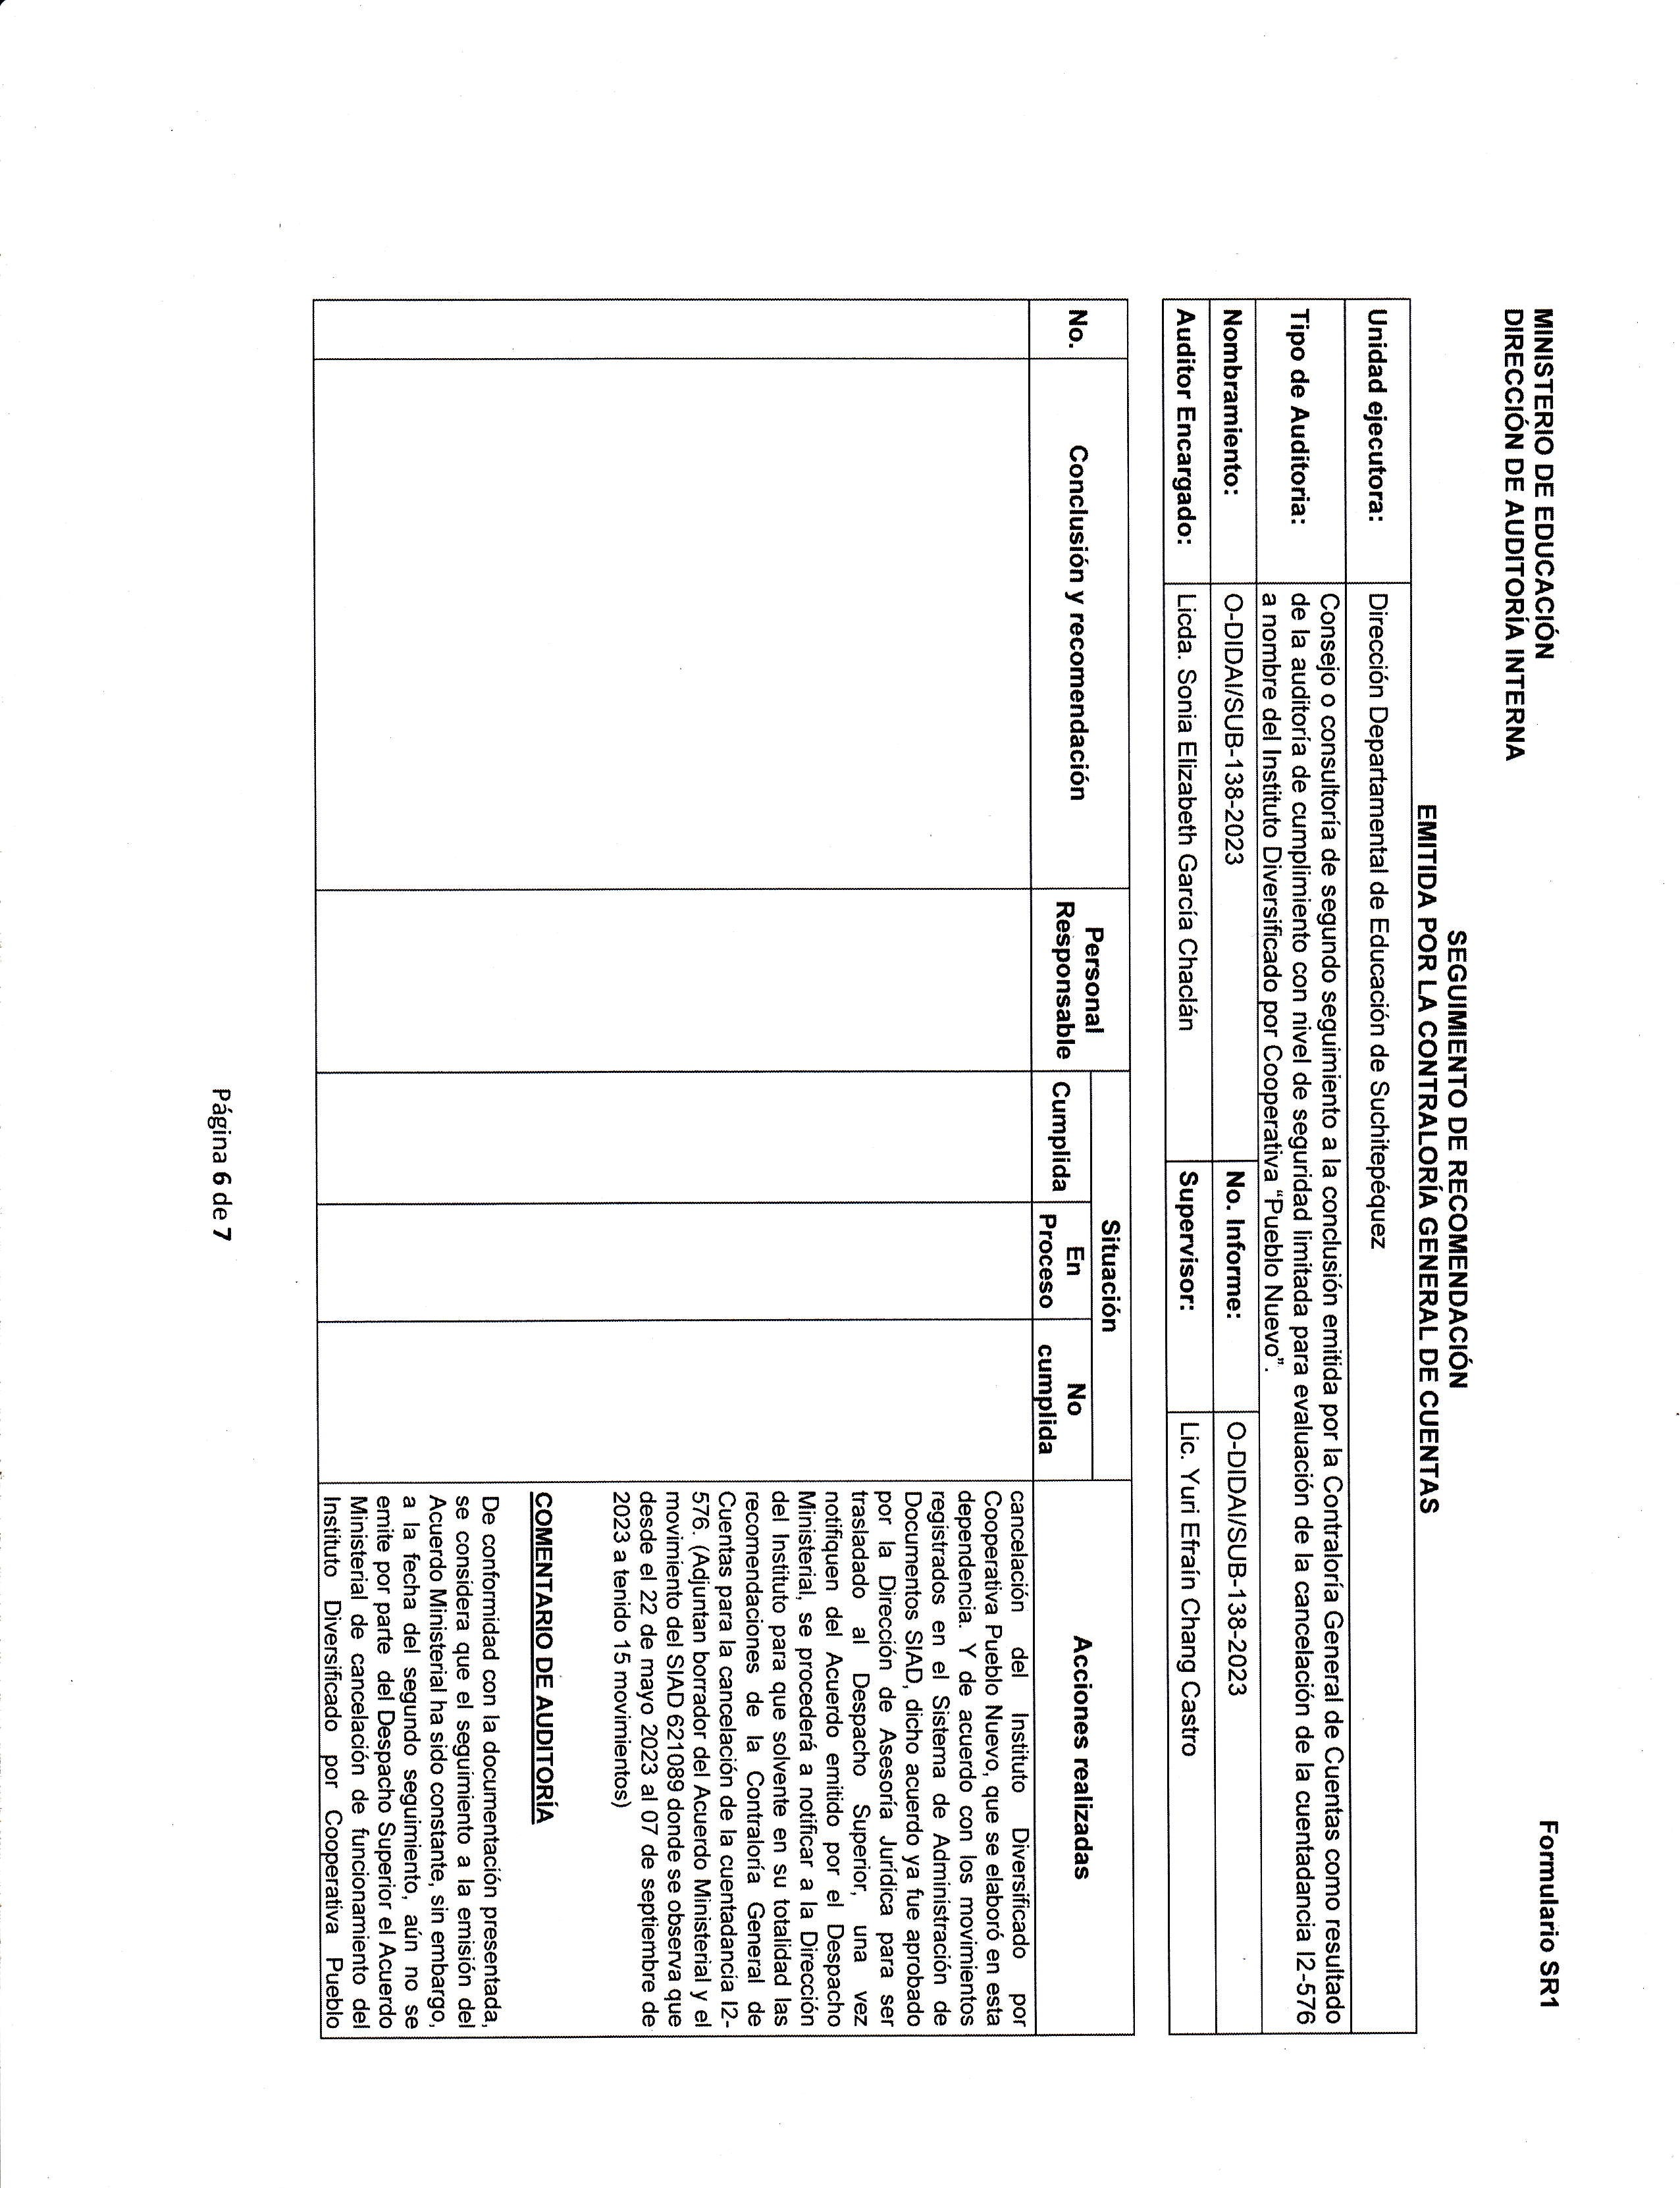 MINISTERIO DE EDUCACIÓN
DIRECCIÓN DE AUDITORÍA INTERNA
Formulario SR1
SEGUIMIENTO DE RECOMENDACIÓN
EMITIDA POR LA CONTRALORÍA GENERAL DE CUENTAS
Unidad ejecutora: Dirección Departamental de Educación de Suchitepéquez
Tipo de Auditoria:
Consejo o consultoría de segundo seguimiento a la conclusión emitida por la Contraloría General de Cuentas como resultado
de la auditoría de cumplimiento con nivel de seguridad limitada para evaluación de la cancelación de la cuentadancia I2-576
a nombre del Instituto Diversificado por Cooperativa “Pueblo Nuevo”.
Nombramiento: O-DIDAI/SUB-138-2023 No. Informe: O-DIDAI/SUB-138-2023
Auditor Encargado: Licda. Sonia Elizabeth García Chaclán Supervisor: Lic. Yuri Efraín Chang Castro
No.
Conclusión y recomendación
Personal
Responsable
Situación
Cumplida
En
Proceso
No
cumplida
Acciones realizadas
cancelación del Instituto Diversificado por
Cooperativa Pueblo Nuevo, que se elaboró en esta
dependencia. Y de acuerdo con los movimientos
registrados en el Sistema de Administración de
Documentos SIAD, dicho acuerdo ya fue aprobado
por la Dirección de Asesoría Jurídica para ser
trasladado al Despacho Superior, una vez
notifiquen del Acuerdo emitido por el Despacho
Ministerial, se procederá a notificar a la Dirección
del Instituto para que solvente en su totalidad las
recomendaciones de la Contraloría General de
Cuentas para la cancelación de la cuentadancia I2-
576. (Adjuntan borrador del Acuerdo Ministerial y el
movimiento del SIAD 621089 donde se observa que
desde el 22 de mayo 2023 al 07 de septiembre de
2023 a tenido 15 movimientos)
COMENTARIO DE AUDITORÍA
De conformidad con la documentación presentada,
se considera que el seguimiento a la emisión del
Acuerdo Ministerial ha sido constante, sin embargo,
a la fecha del segundo seguimiento, aún no se
emite por parte del Despacho Superior el Acuerdo
Ministerial de cancelación de funcionamiento del
Instituto Diversificado por Cooperativa Pueblo
Página 6 de 7